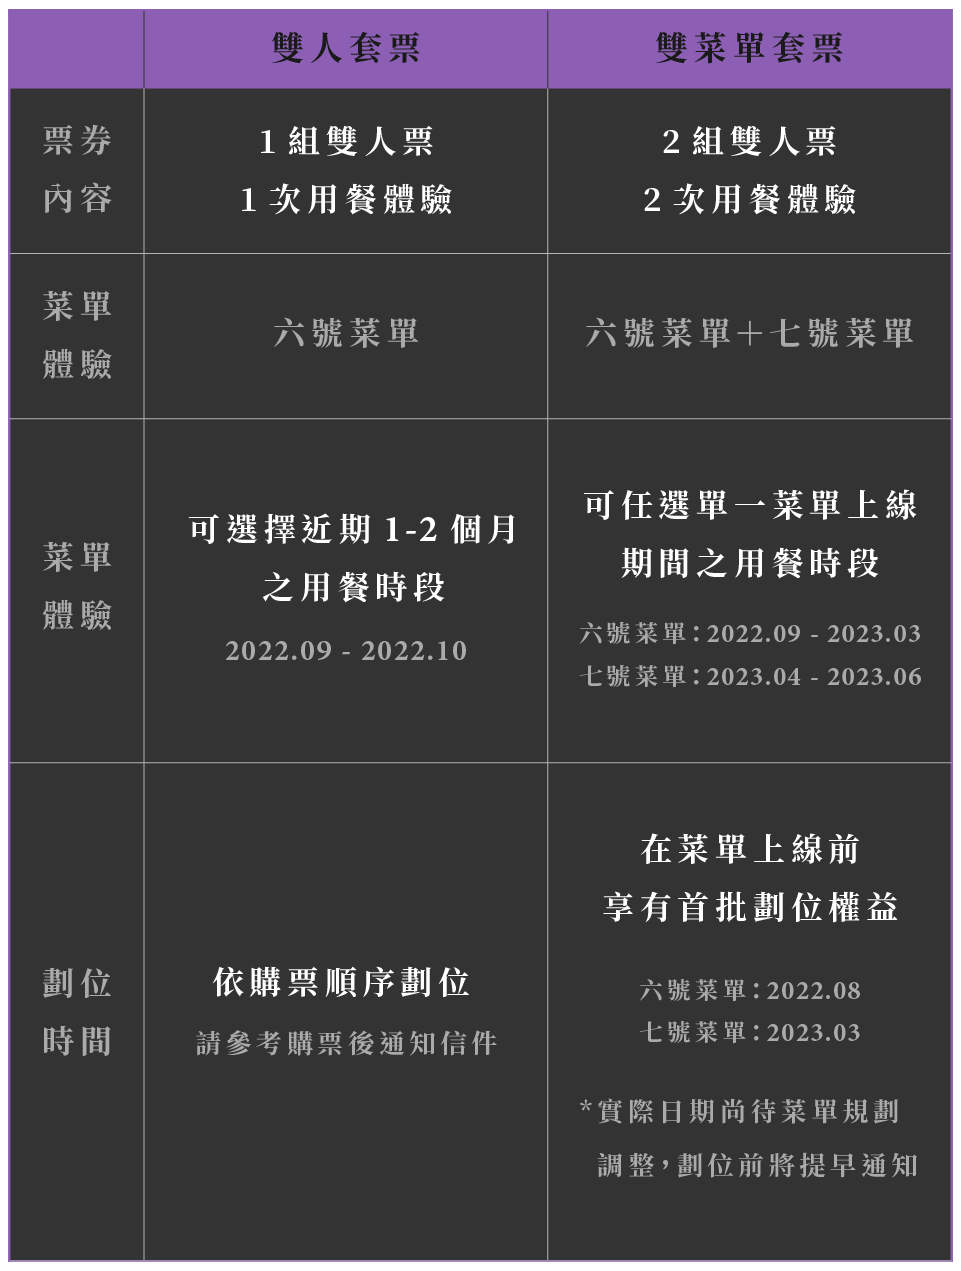 雙人套票
雙菜單套票
票券
內容
1 組雙人票
1 次用餐體驗
2 組雙人票
2 次用餐體驗
菜單
體驗
六號菜單
六號菜單＋七號菜單
菜單
體驗
可選擇近期 1-2 個月
之用餐時段
2022.09 - 2022.10
可任選單一菜單上線
期間之用餐時段
六號菜單：2022.09 - 2023.03
七號菜單：2023.04 - 2023.06
劃位
時間
依購票順序劃位
請參考購票後通知信件
在菜單上線前
享有首批劃位權益
六號菜單：2022.08
七號菜單：2023.03
*實際日期尚待菜單規劃
調整，劃位前將提早通知